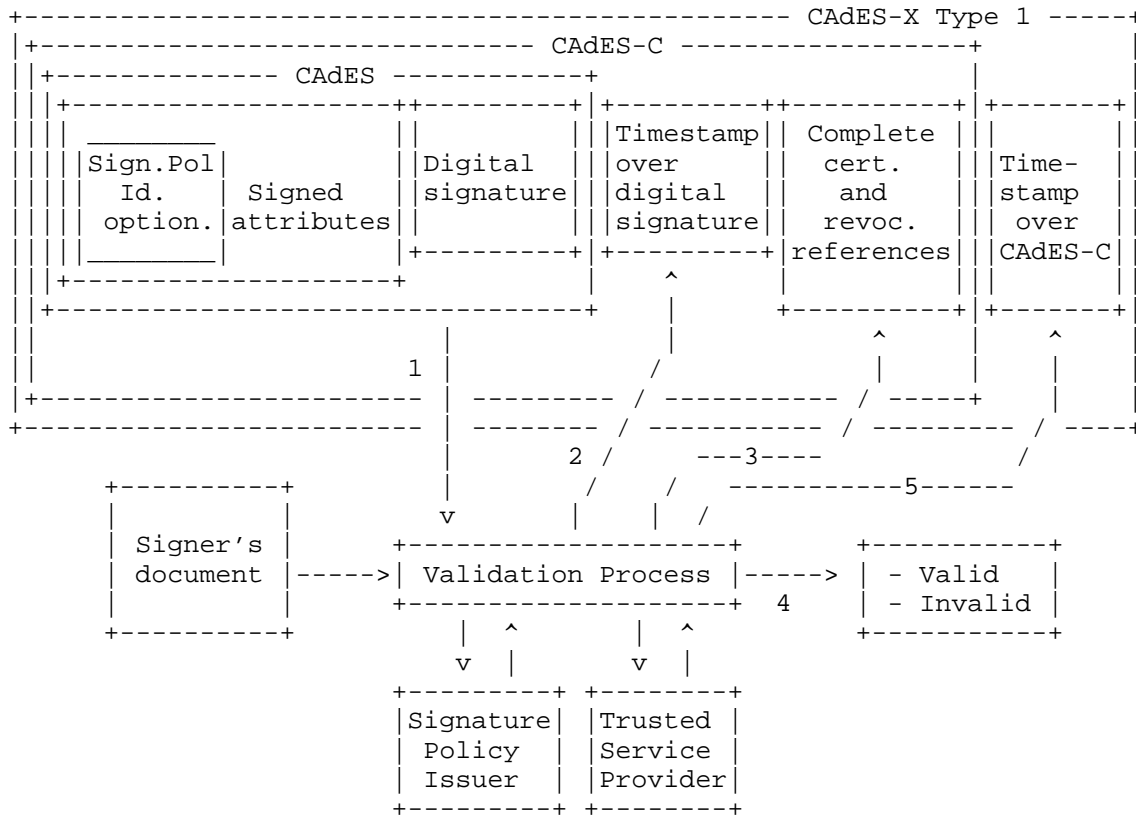 CAdES-X Type 1
CAdES-C
CAdES
Timestamp Complete
Sign.Pol Digital over cert. Time-
Id. Signed signature digital and stamp
option. attributes signature revoc. over
references CAdES-C
1
2 3
5
Signer's
document Validation Process - Valid
4 - Invalid
Signature Trusted
Policy Service
Issuer Provider